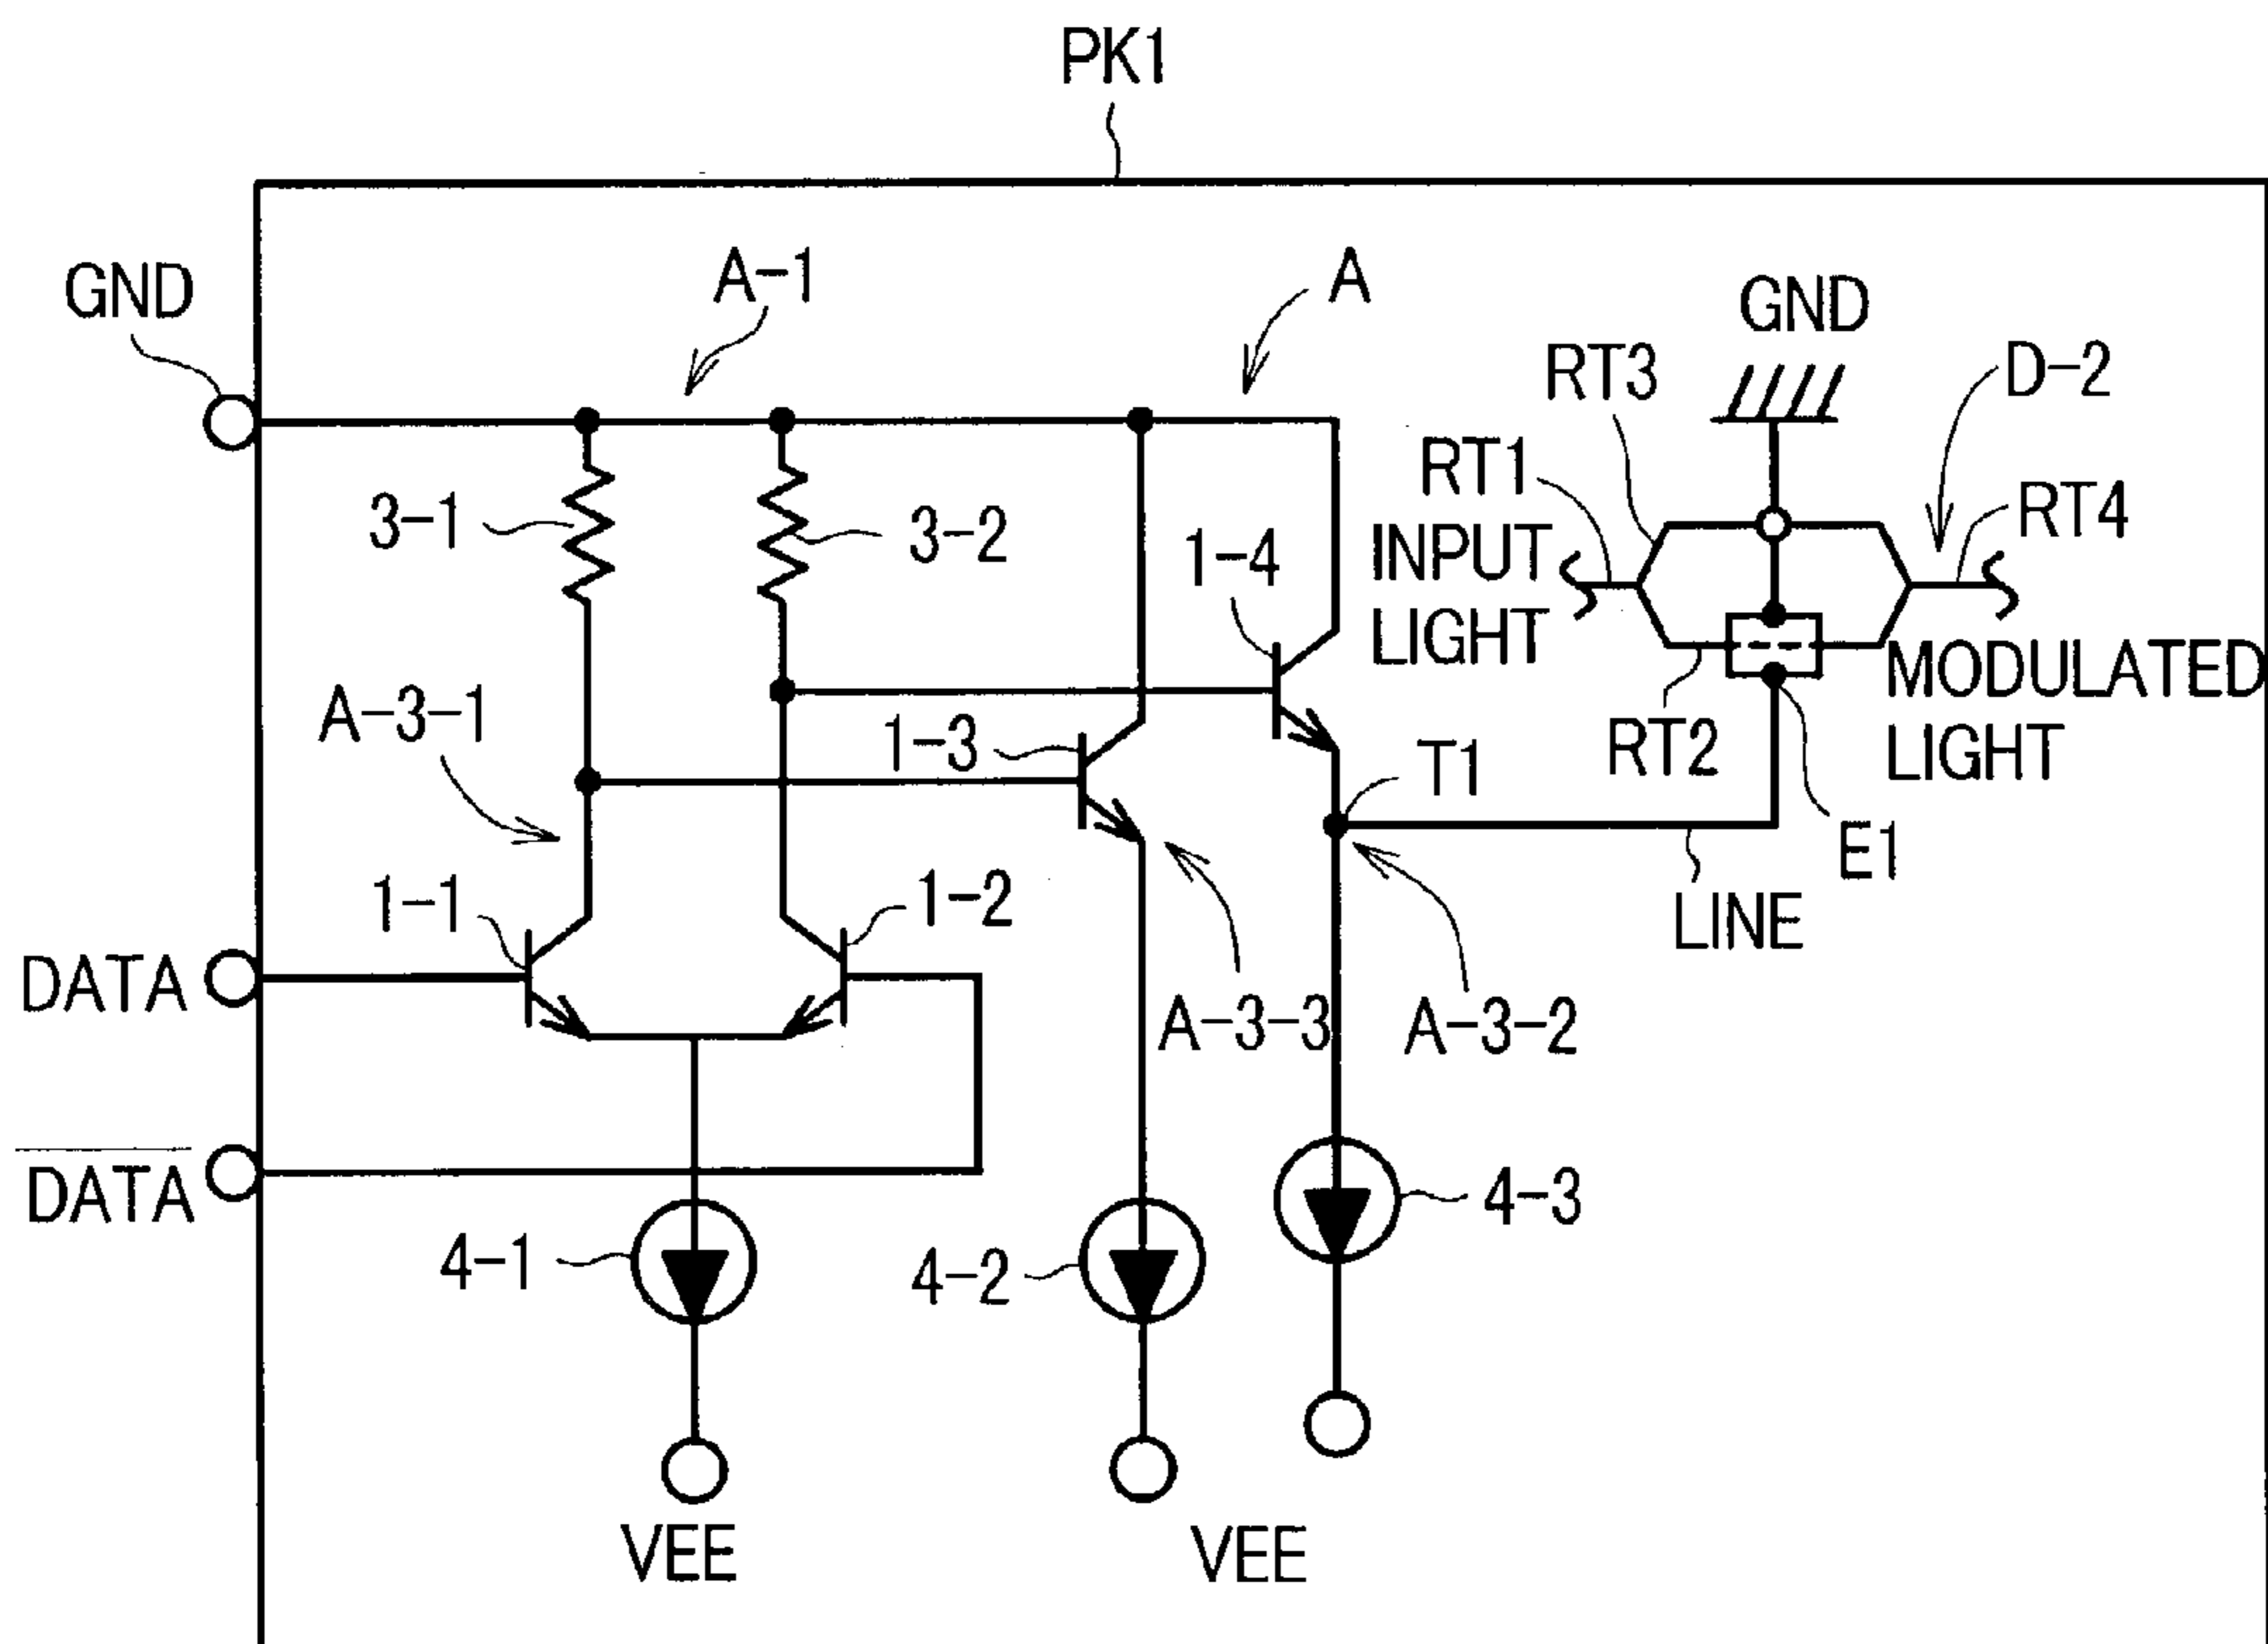 PK1
A-1
A
GND
GND
RT3
D-2
RT1
3-1
3-2
RT4
1-4
INPUT
LIGHT
MODULATED
LIGHT
A-3-1
1-3
T1
RT2
E1
1-1
1-2
LINE
DATA
A-3-3
A-3-2
DATA
4-1
4-2
4-3
VEE
VEE